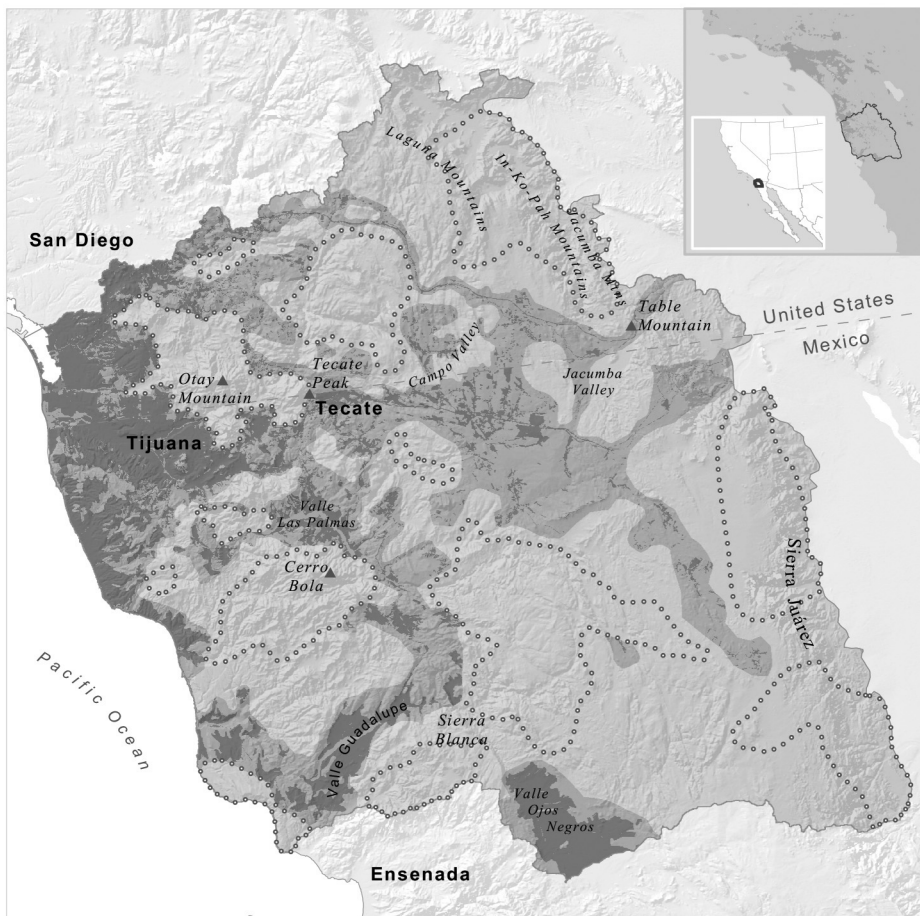 Laguna Mountains
In-Ko-Pah Mountains
Jacumba Mtns
San Diego
Table
Mountain
United States
Mexico
Campo Valley
Tecate
Peak
Otay
Mountain
Jacumba
Valley
Tecate
Tijuana
Valle
Las Palmas
Cerro
Bola
Sierra Juárez
Pacific Ocean
Valle Guadalupe
Sierra
Blanca
Valle
Ojos
Negros
Ensenada